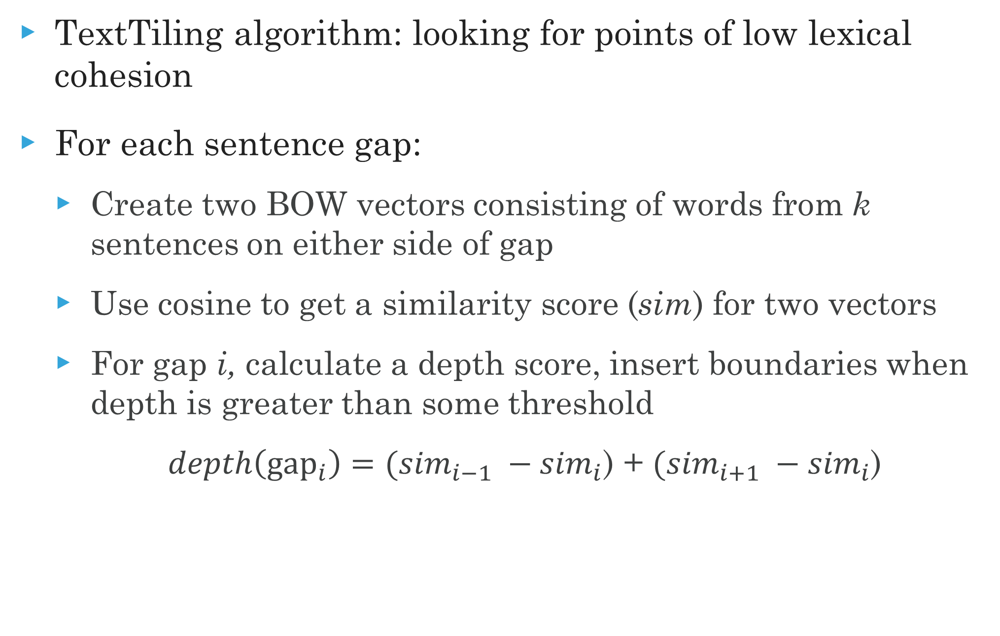 ▶ TextTiling algorithm: looking for points of low lexical
cohesion
▶ For each sentence gap:
▶ Create two BOW vectors consisting of words from k
sentences on either side of gap
▶ Use cosine to get a similarity score (sim) for two vectors
▶ For gap i, calculate a depth score, insert boundaries when
depth is greater than some threshold
depth(gap_i) = (sim_{i−1} − sim_i) + (sim_{i+1} − sim_i)